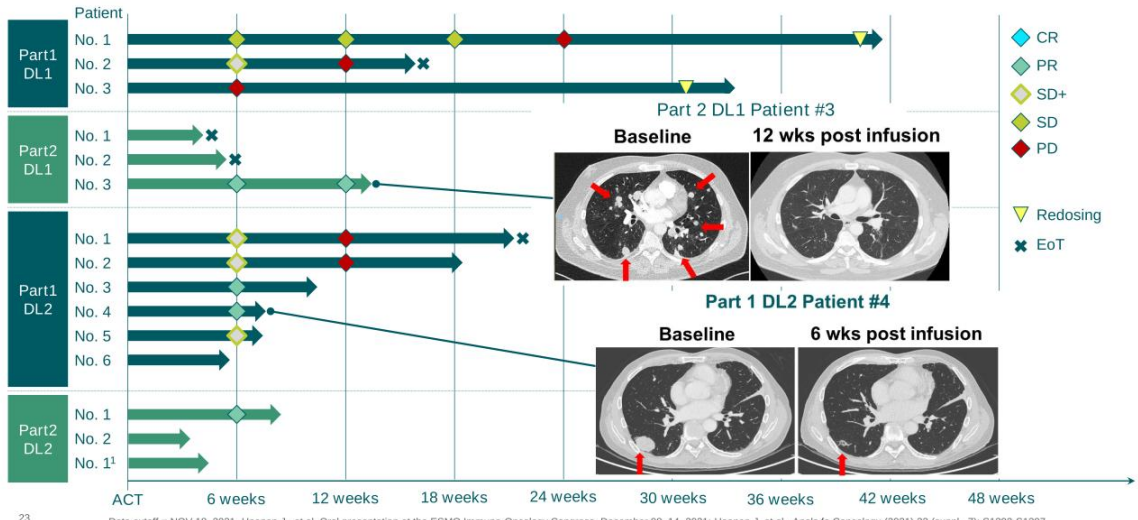 Patient
Part1
DL1
No. 1
No. 2
No. 3
Part2
DL1
No. 1
No. 2
No. 3
Part1
DL2
No. 1
No. 2
No. 3
No. 4
No. 5
No. 6
Part2
DL2
No. 1
No. 2
No. 1¹
CR
PR
SD+
SD
PD
Redosing
EoT
Part 2 DL1 Patient #3
Baseline 12 wks post infusion
Part 1 DL2 Patient #4
Baseline 6 wks post infusion
ACT 6 weeks 12 weeks 18 weeks 24 weeks 30 weeks 36 weeks 42 weeks 48 weeks
23